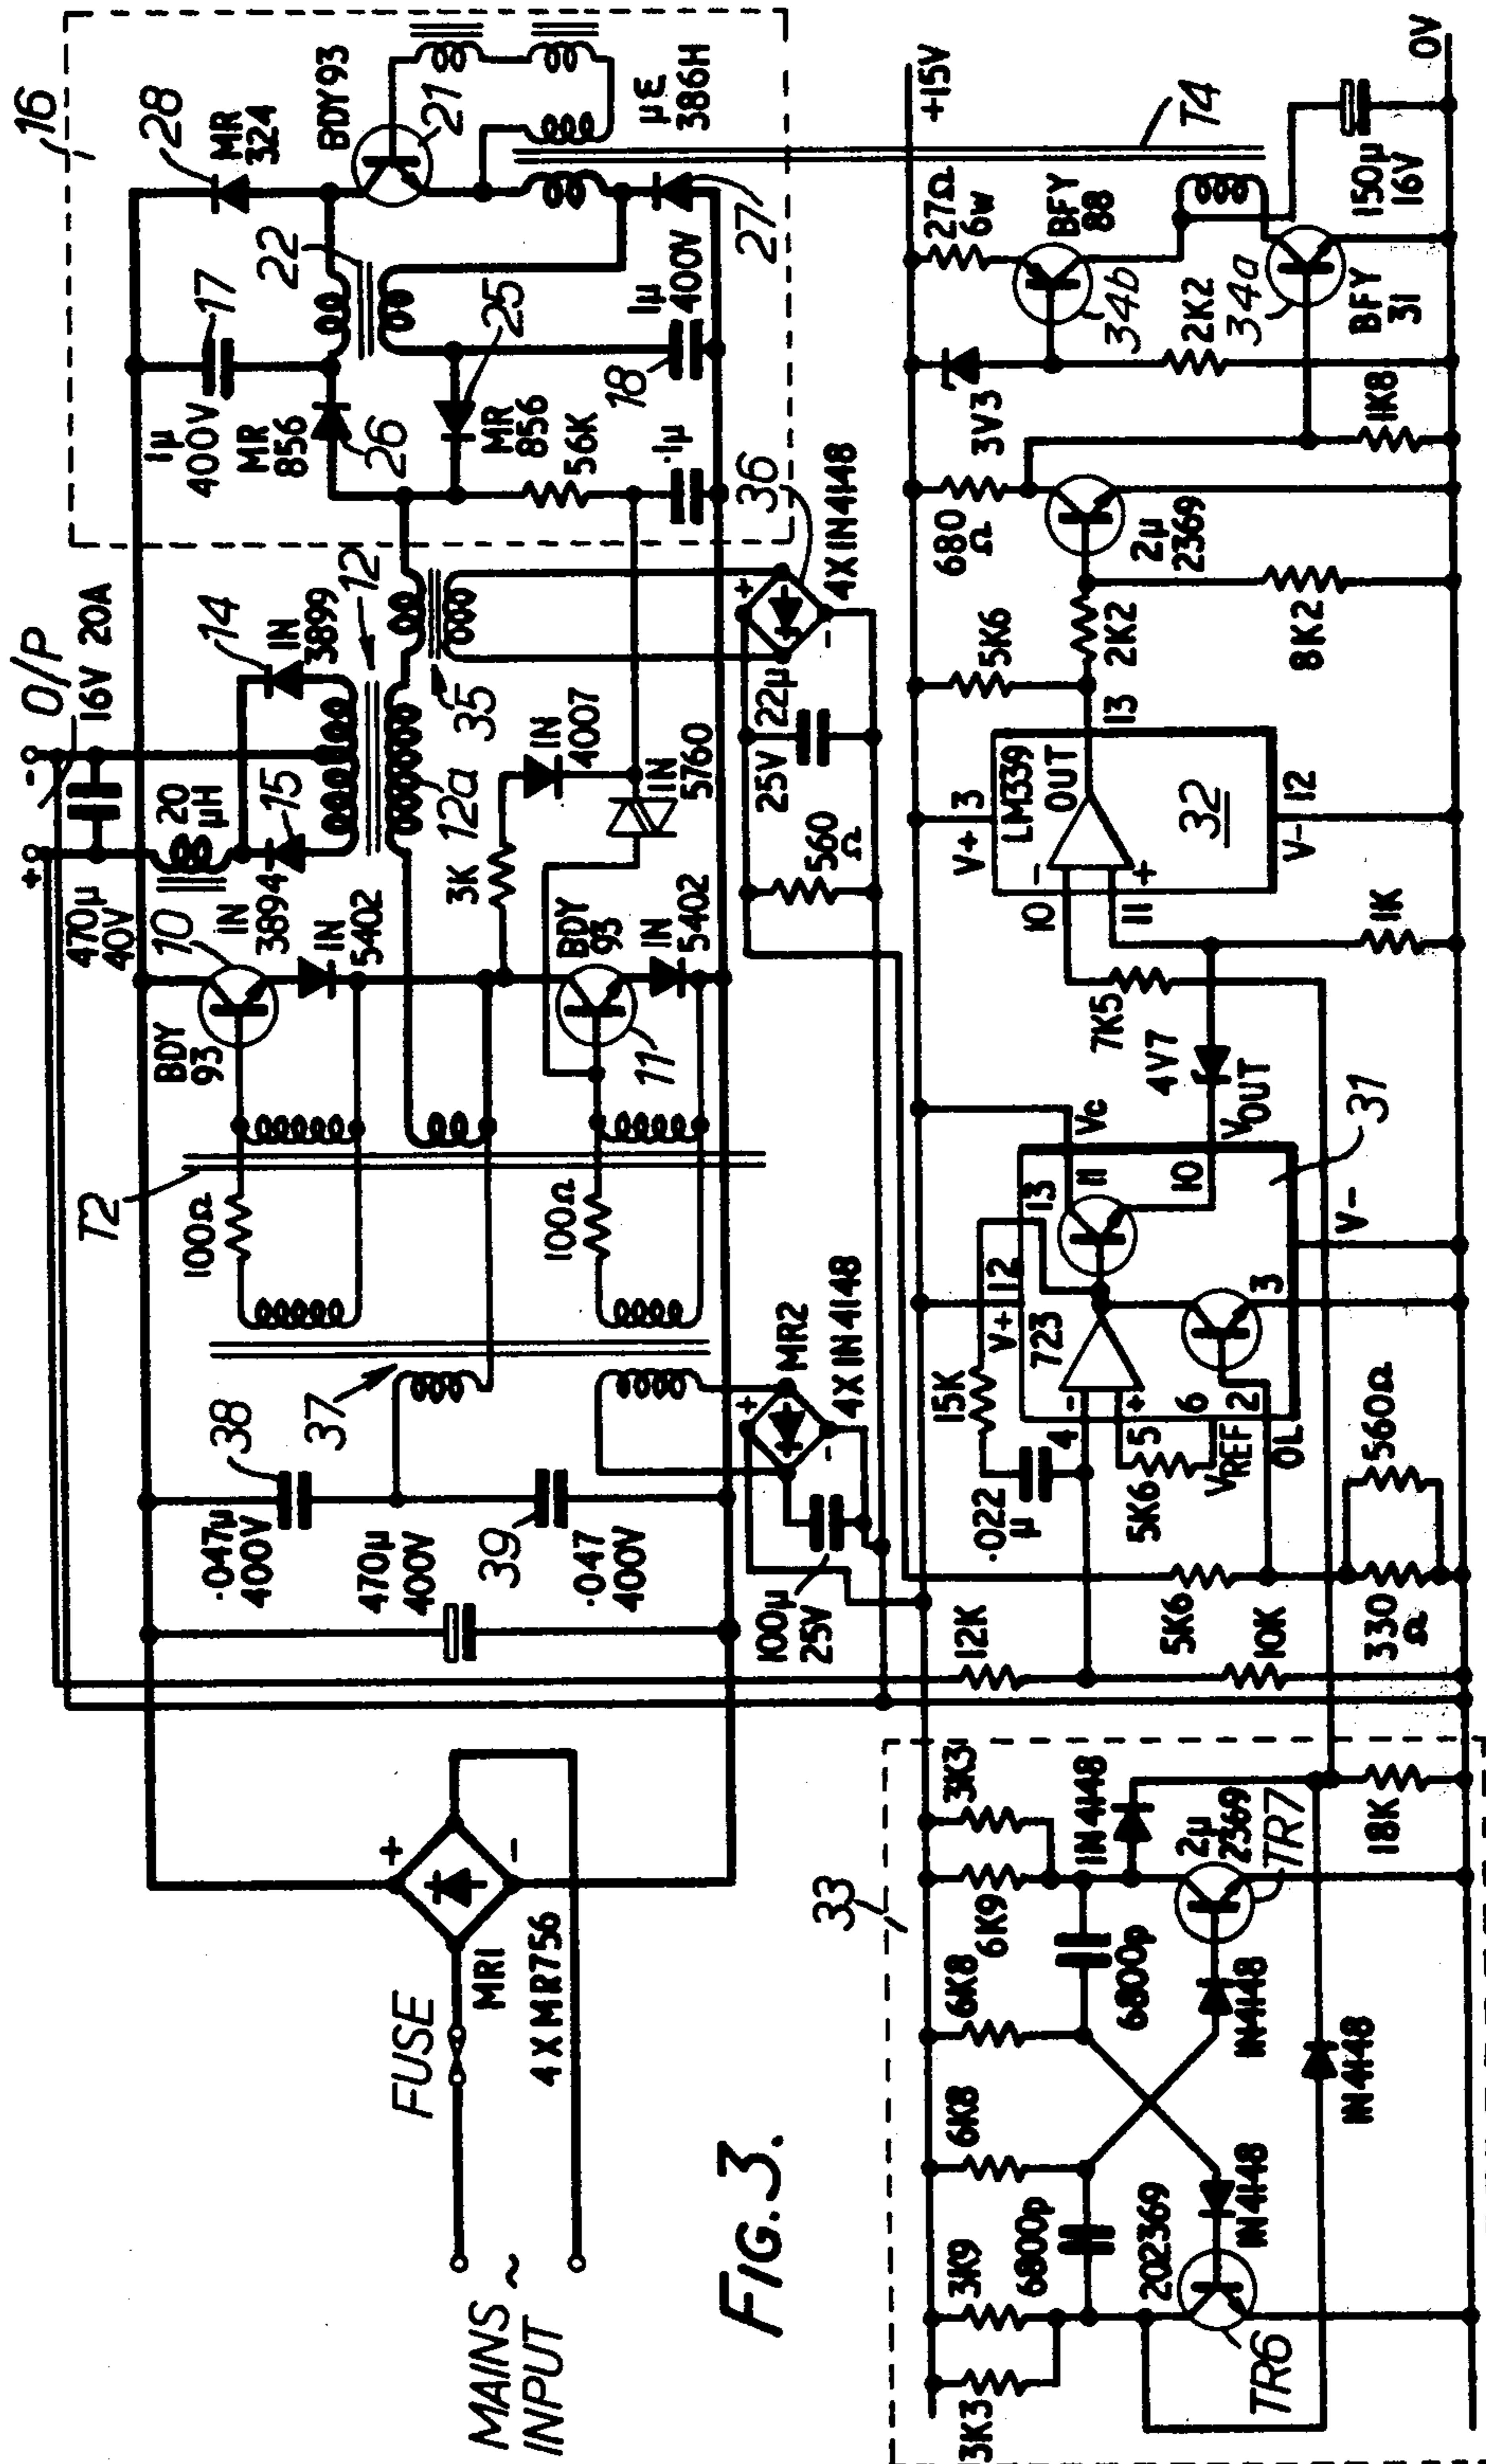 FIG. 3.
MAINS
INPUT
~
FUSE
MR1
4 X MR756
+
-
.047μ
400V
38
470μ
400V
39
.047
400V
37
T2
100Ω
100Ω
MR2
4X IN4148
+
-
100μ
25V
BDY
93
10
IN
5402
BDY
93
11
IN
5402
+
-
O/P
16V 20A
470μ
40V
20
μH
IN
3894
15
14
IN
3899
12
12a
35
3K
IN
4007
IN
5760
560
Ω
25V
22μ
+
-
36
4X IN4148
16
1μ
400V
17
MR
856
26
22
28
MR
324
BDY93
21
μE
386H
25
MR
856
56K
.1μ
18
1μ
400V
27
33
3K3
3K9
6800p
6K8
6K8
6K9
3K3
6800p
202369
TR6
IN4148
IN4148
IN4148
2μ
2369
TR7
IN4148
18K
12K
10K
5K6
330
Ω
560Ω
.022
μ
15K
4
5
5K6
6
VREF
2
OL
V+
12
723
13
11
Vc
10
VOUT
3
V-
31
4V7
7K5
1K
10
11
-
+
V+
3
LM339
OUT
13
32
V-
12
5K6
2K2
8K2
680
Ω
2μ
2369
3V3
1K8
2K2
27Ω
6w
BFY
88
34b
34a
BFY
31
T4
150μ
16V
+15V
0V